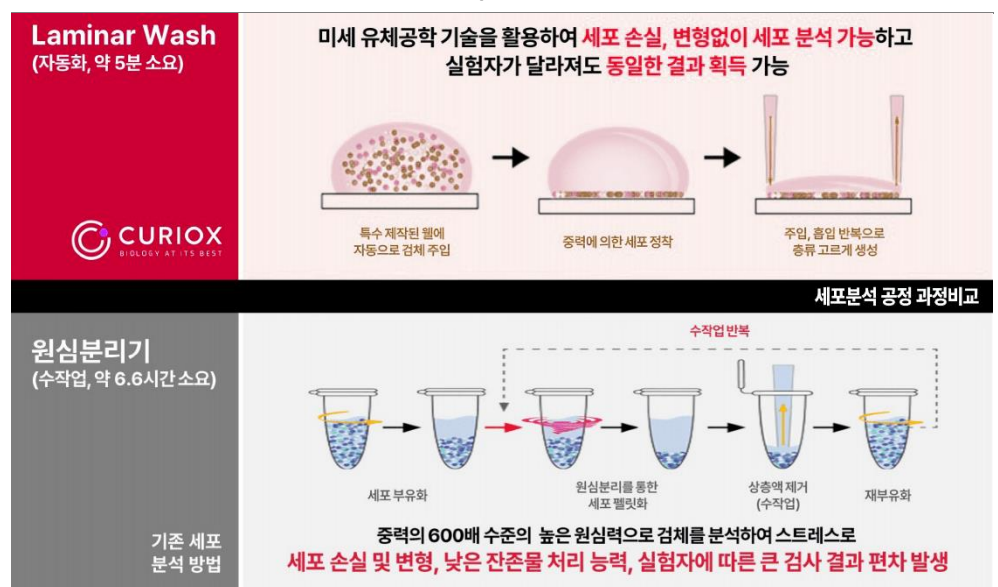 Laminar Wash
(자동화, 약 5분 소요)
미세 유체공학 기술을 활용하여 세포 손실, 변형없이 세포 분석 가능하고
실험자가 달라져도 동일한 결과 획득 가능
특수 제작된 웰에
자동으로 검체 주입
중력에 의한 세포 정착
주입, 흡입 반복으로
층류 고르게 생성
CURIOX
BIOLOGY AT ITS BEST
세포분석 공정 과정비교
원심분리기
(수작업, 약 6.6시간 소요)
수작업 반복
세포 부유화
원심분리를 통한
세포 펠릿화
상층액 제거
(수작업)
재부유화
기존 세포
분석 방법
중력의 600배 수준의 높은 원심력으로 검체를 분석하여 스트레스로
세포 손실 및 변형, 낮은 잔존물 처리 능력, 실험자에 따른 큰 검사 결과 편차 발생